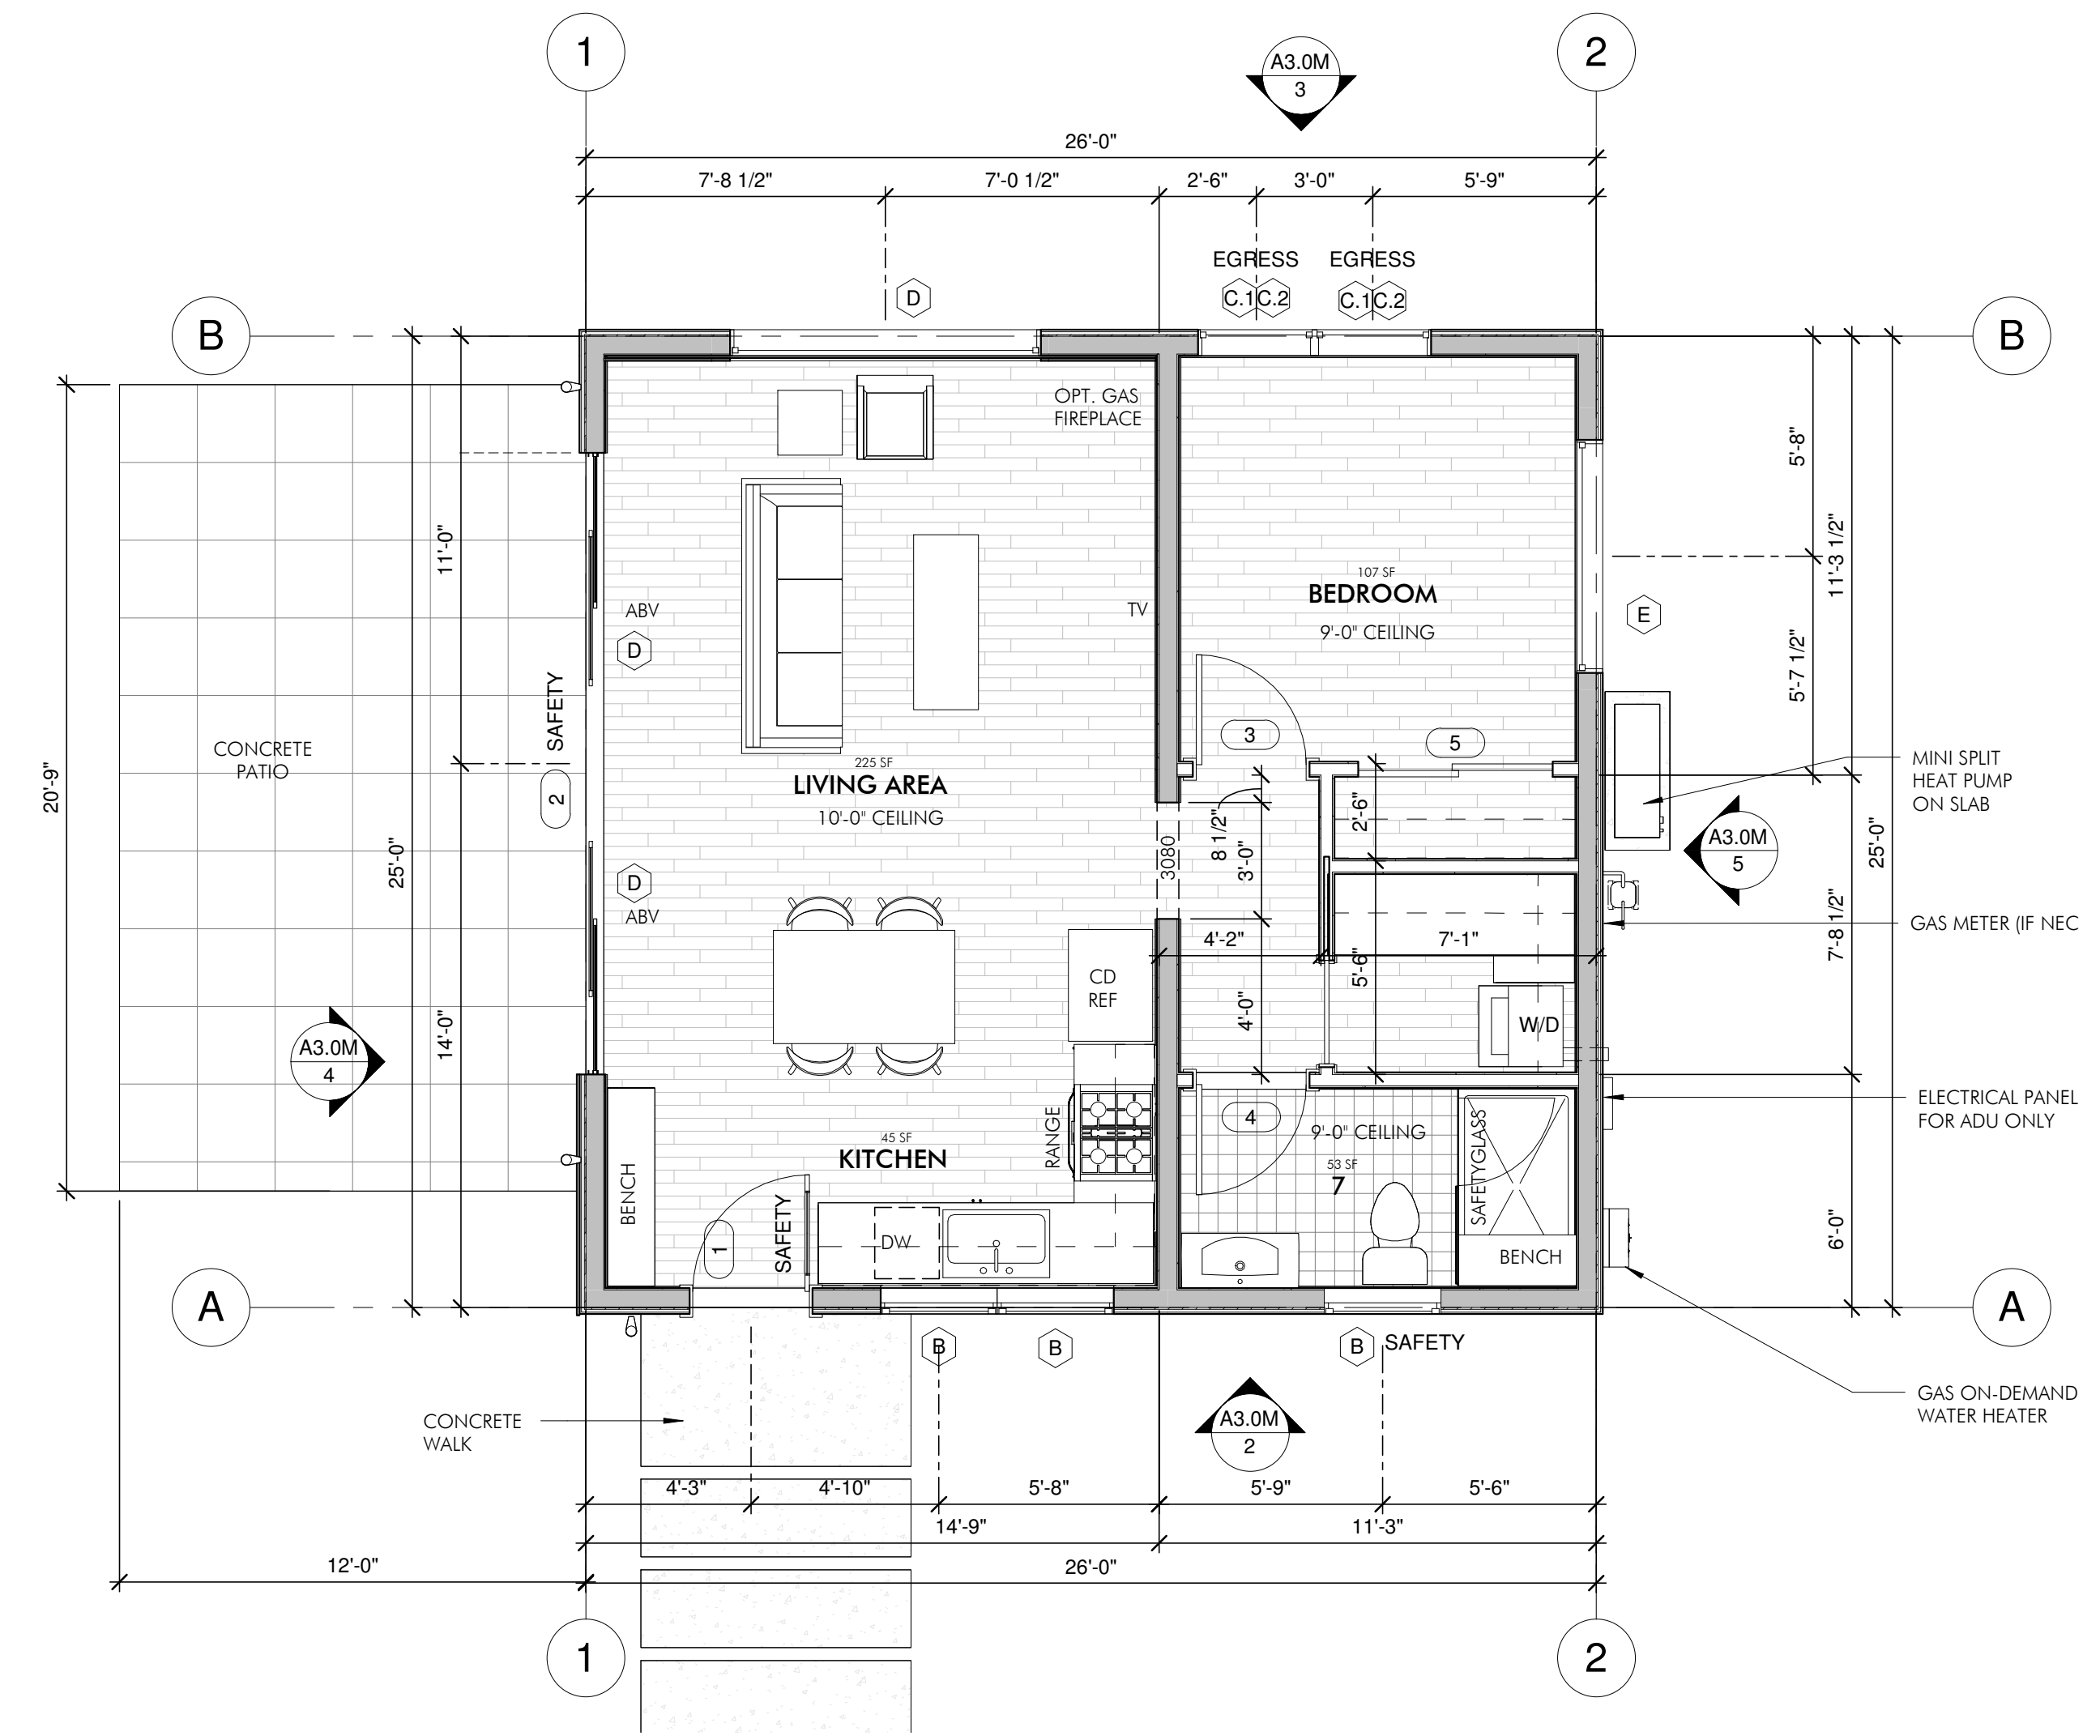 1
2
A3.0M
3
26'-0"
7'-8 1/2"
7'-0 1/2"
2'-6"
3'-0"
5'-9"
EGRESS
EGRESS
D
C.1
C.2
C.1
C.2
B
B
OPT. GAS
FIREPLACE
5'-8"
11'-0"
11'-3 1/2"
107 SF
BEDROOM
9'-0" CEILING
E
ABV
TV
D
5'-7 1/2"
SAFETY
3
5
CONCRETE
PATIO
225 SF
LIVING AREA
10'-0" CEILING
MINI SPLIT
HEAT PUMP
ON SLAB
20'-9"
2
2'-6"
8 1/2"
3'-0"
3080
A3.0M
5
25'-0"
25'-0"
D
ABV
7'-8 1/2"
GAS METER (IF NEC
4'-2"
7'-1"
5'-6"
CD
REF
4'-0"
W/D
14'-0"
A3.0M
4
ELECTRICAL PANEL
FOR ADU ONLY
4
9'-0" CEILING
SAFETYGLASS
RANGE
45 SF
KITCHEN
53 SF
7
BENCH
SAFETY
1
DW
BENCH
6'-0"
A
A
B
B
B
SAFETY
CONCRETE
WALK
A3.0M
2
GAS ON-DEMAND
WATER HEATER
4'-3"
4'-10"
5'-8"
5'-9"
5'-6"
14'-9"
11'-3"
12'-0"
26'-0"
1
2